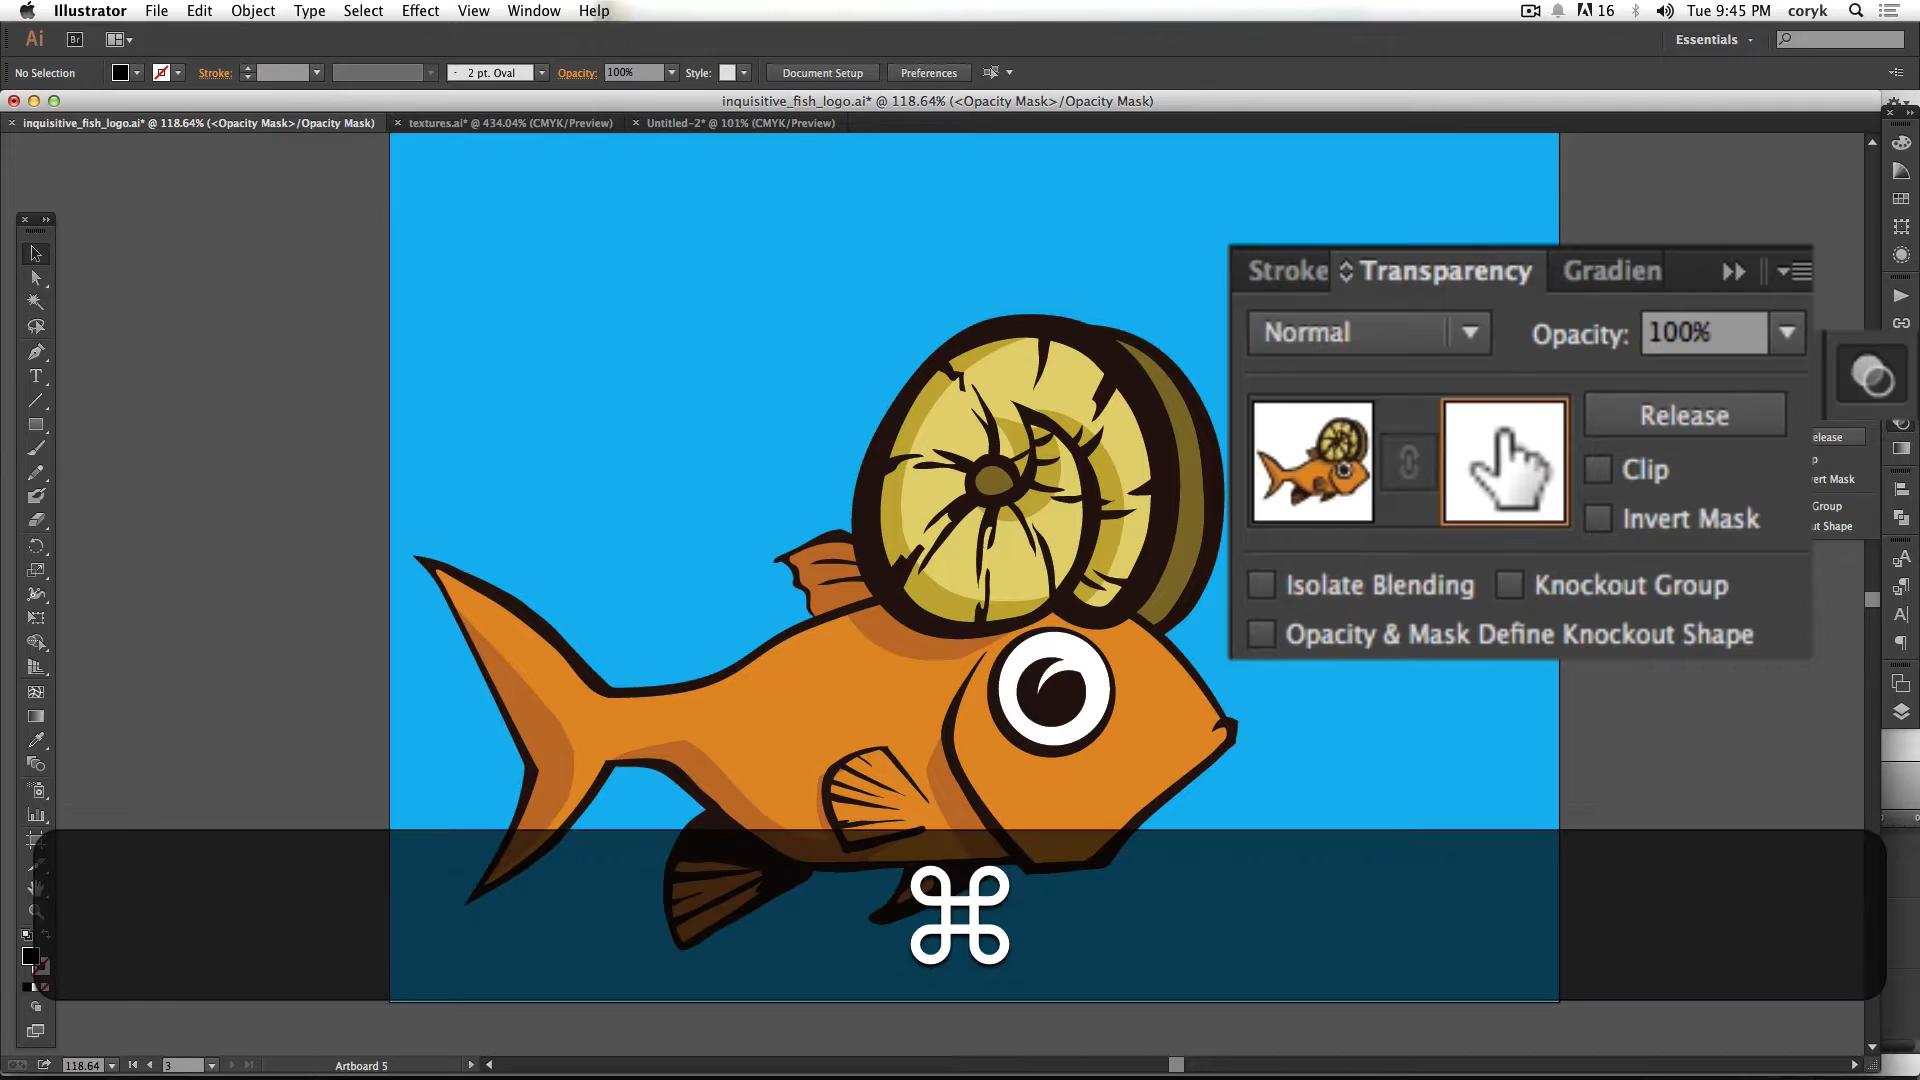 Illustrator File Edit Object Type Select Effect View Window Help 16 Tue 9:45 PM coryk
Ai Br Essentials
No Selection Stroke: 2 pt. Oval Opacity: 100% Style: Document Setup Preferences
inquisitive_fish_logo.ai* @ 118.64% (<Opacity Mask>/Opacity Mask)
inquisitive_fish_logo.ai* @ 118.64% (<Opacity Mask>/Opacity Mask) textures.ai* @ 434.04% (CMYK/Preview) Untitled-2* @ 101% (CMYK/Preview)
Stroke Transparency Gradien
Normal Opacity: 100%
Release
Clip
Invert Mask
Isolate Blending Knockout Group
Opacity & Mask Define Knockout Shape
elease
p
vert Mask
Group
ut Shape
⌘
118.64 3 Artboard 5